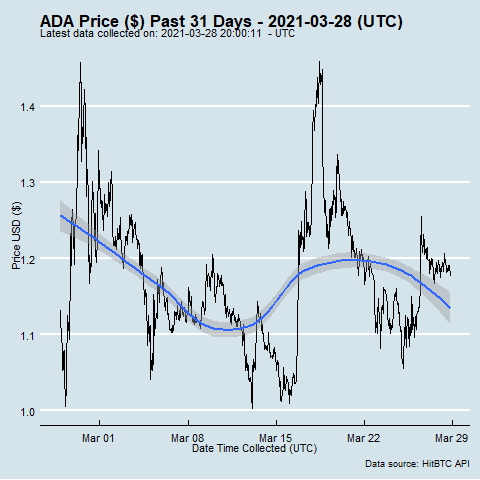 ADA Price ($) Past 31 Days - 2021-03-28 (UTC)
Latest data collected on: 2021-03-28 20:00:11 - UTC
Price USD ($)
1.4
1.3
1.2
1.1
1.0
Mar 01 Mar 08 Mar 15 Mar 22 Mar 29
Date Time Collected (UTC)
Data source: HitBTC API